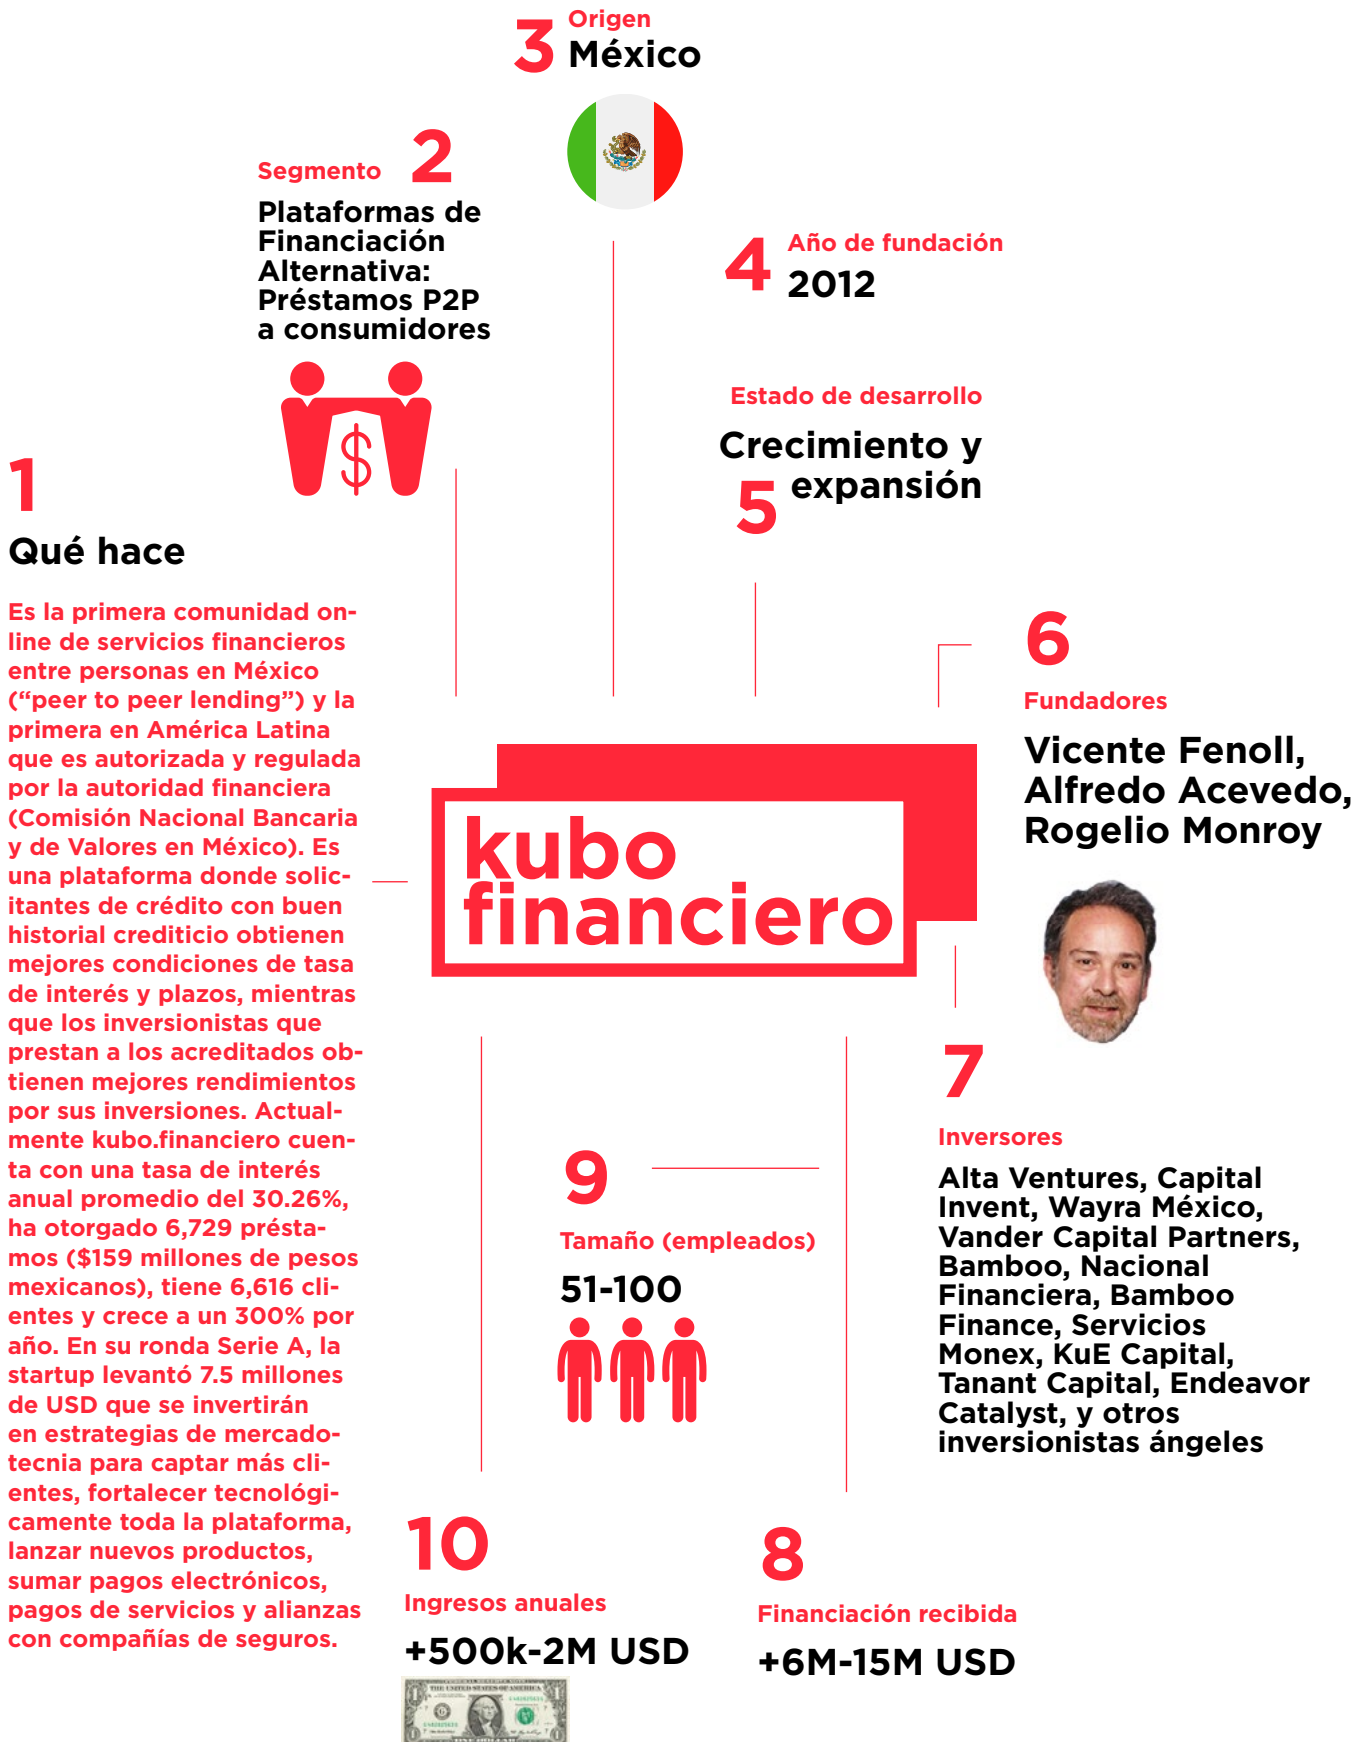 3
Origen
México
2
Segmento
Plataformas de
Financiación
Alternativa:
Préstamos P2P
a consumidores
$
4
Año de fundación
2012
Estado de desarrollo
Crecimiento y
expansión
5
1
Qué hace
Es la primera comunidad on-
line de servicios financieros
entre personas en México
(“peer to peer lending”) y la
primera en América Latina
que es autorizada y regulada
por la autoridad financiera
(Comisión Nacional Bancaria
y de Valores en México). Es
una plataforma donde solic-
itantes de crédito con buen
historial crediticio obtienen
mejores condiciones de tasa
de interés y plazos, mientras
que los inversionistas que
prestan a los acreditados ob-
tienen mejores rendimientos
por sus inversiones. Actual-
mente kubo.financiero cuen-
ta con una tasa de interés
anual promedio del 30.26%,
ha otorgado 6,729 présta-
mos ($159 millones de pesos
mexicanos), tiene 6,616 cli-
entes y crece a un 300% por
año. En su ronda Serie A, la
startup levantó 7.5 millones
de USD que se invertirán
en estrategias de mercado-
tecnia para captar más cli-
entes, fortalecer tecnológi-
camente toda la plataforma,
lanzar nuevos productos,
sumar pagos electrónicos,
pagos de servicios y alianzas
con compañías de seguros.
kubo
financiero
6
Fundadores
Vicente Fenoll,
Alfredo Acevedo,
Rogelio Monroy
7
Inversores
Alta Ventures, Capital
Invent, Wayra México,
Vander Capital Partners,
Bamboo, Nacional
Financiera, Bamboo
Finance, Servicios
Monex, KuE Capital,
Tanant Capital, Endeavor
Catalyst, y otros
inversionistas ángeles
9
Tamaño (empleados)
51-100
10
Ingresos anuales
+500k-2M USD
THE UNITED STATES OF AMERICA
ONE DOLLAR
8
Financiación recibida
+6M-15M USD